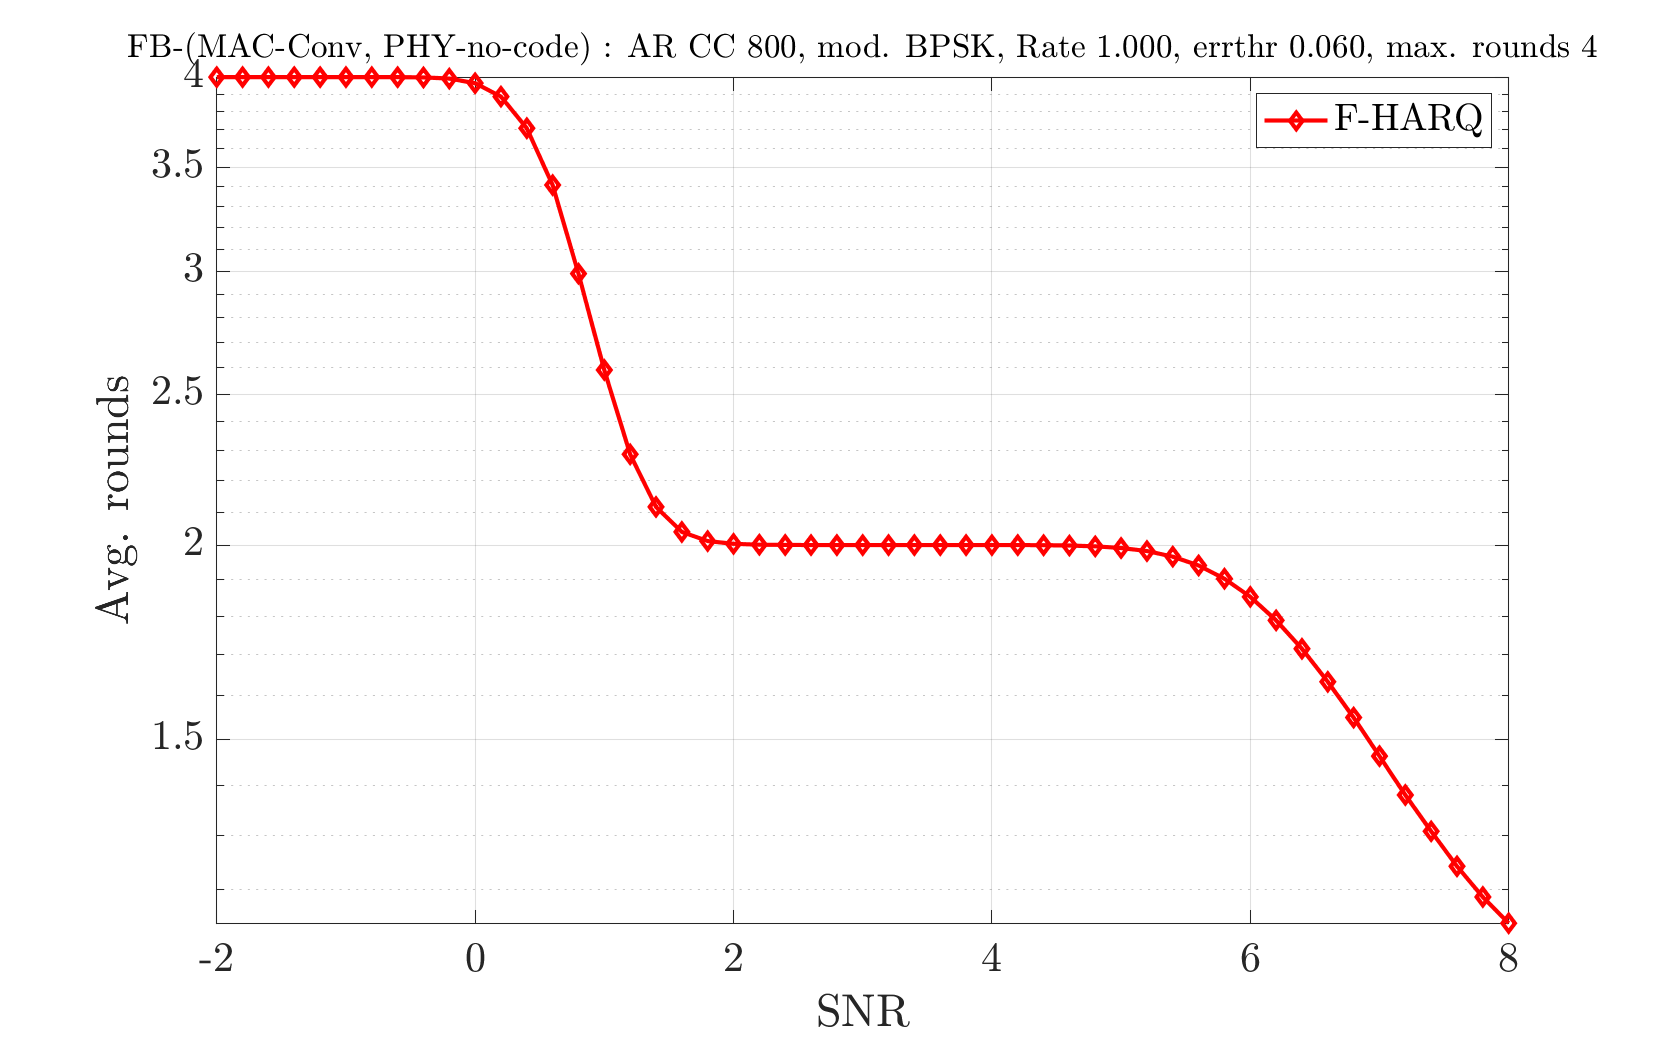 FB-(MAC-Conv, PHY-no-code) : AR CC 800, mod. BPSK, Rate 1.000, errthr 0.060, max. rounds 4
F-HARQ
4
3.5
3
2.5
2
1.5
Avg. rounds
-2 0 2 4 6 8
SNR